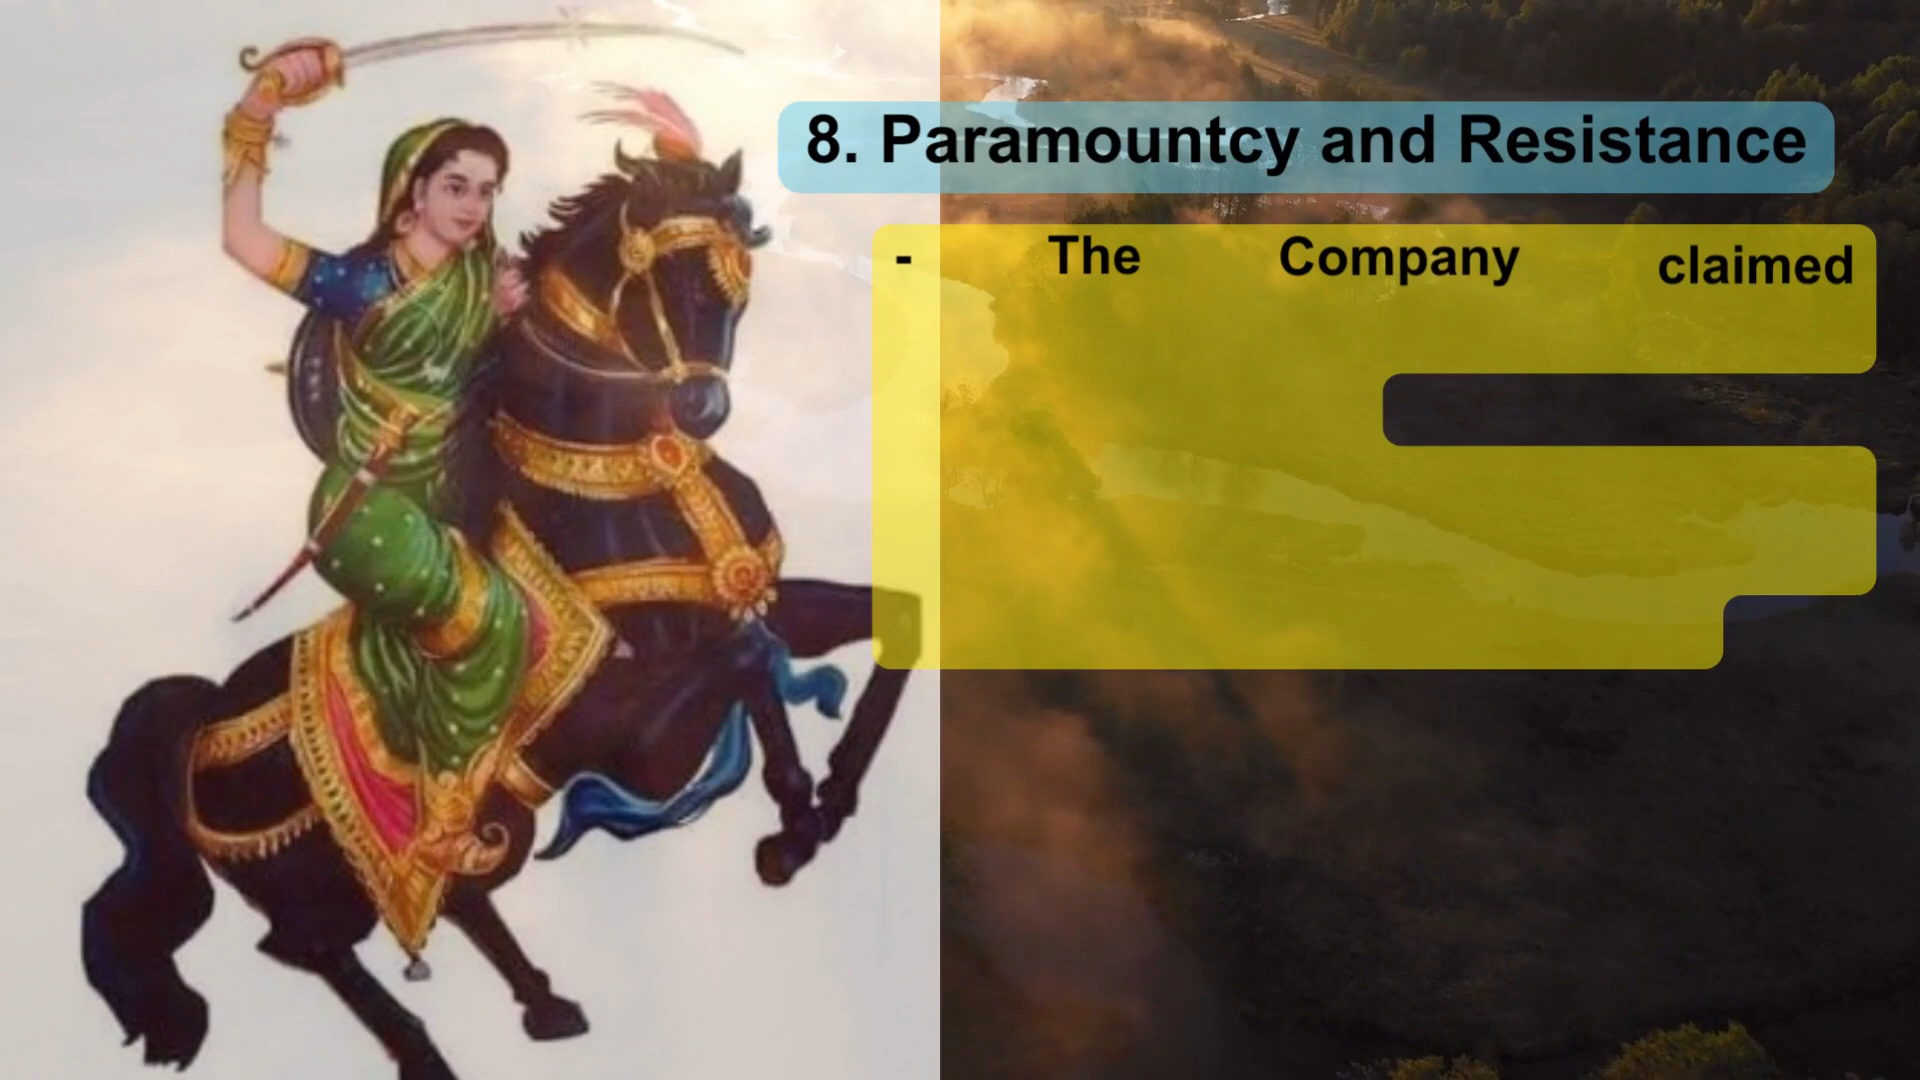 8. Paramountcy and Resistance
- The Company claimed